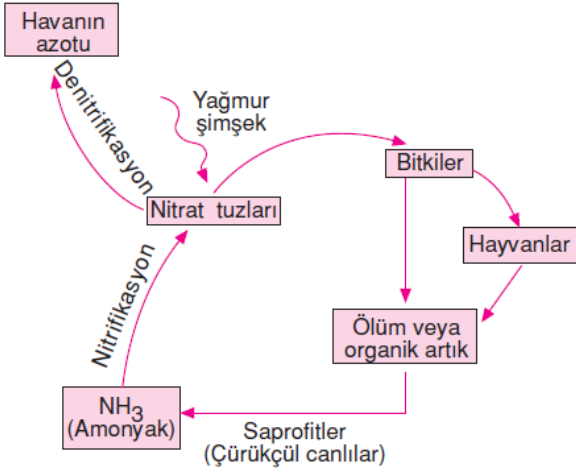 Havanın
azotu
Denitrifikasyon
Yağmur
şimşek
Bitkiler
Nitrat tuzları
Hayvanlar
Nitrifikasyon
Ölüm veya
organik artık
NH3
(Amonyak)
Saprofitler
(Çürükçül canlılar)